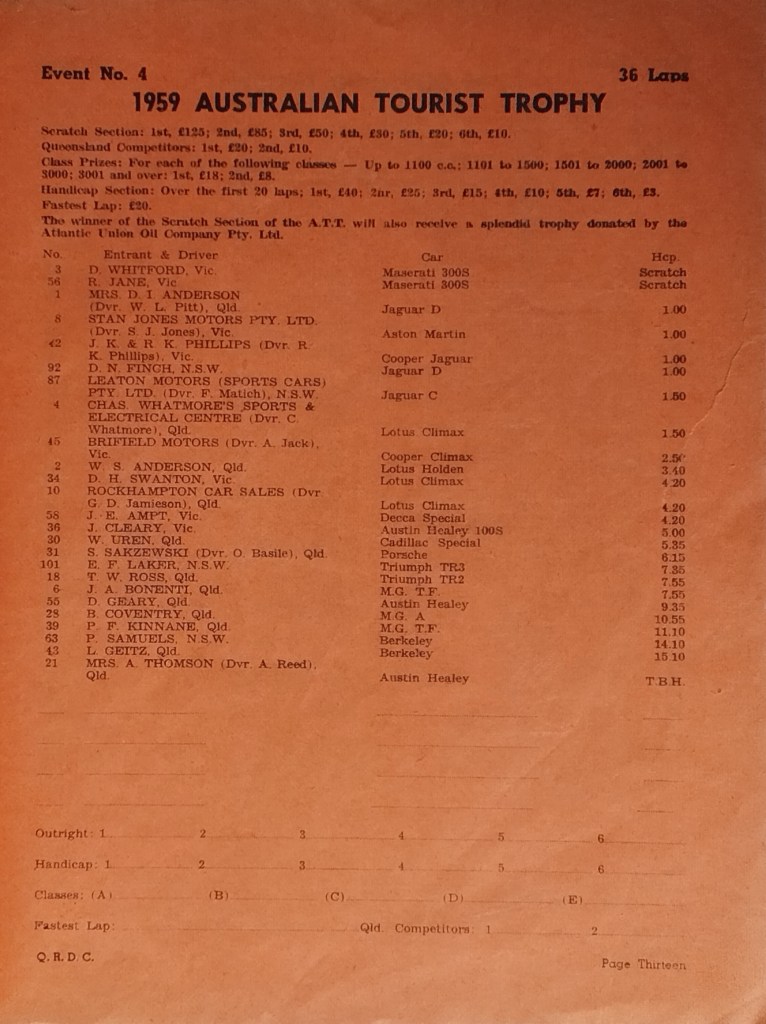 Event No. 4 36 Laps
1959 AUSTRALIAN TOURIST TROPHY
Scratch Section: 1st, £125; 2nd, £85; 3rd, £50; 4th, £30; 5th, £20; 6th, £10.
Queensland Competitors: 1st, £20; 2nd, £10.
Class Prizes: For each of the following classes — Up to 1100 c.c.; 1101 to 1500; 1501 to 2000; 2001 to
3000; 3001 and over: 1st, £18; 2nd, £8.
Handicap Section: Over the first 20 laps; 1st, £40; 2nr, £25; 3rd, £15; 4th, £10; 5th, £7; 6th, £3.
Fastest Lap: £20.
The winner of the Scratch Section of the A.T.T. will also receive a splendid trophy donated by the
Atlantic Union Oil Company Pty. Ltd.
No. Entrant & Driver Car Hcp.
3 D. WHITFORD, Vic. Maserati 300S Scratch
56 R. JANE, Vic. Maserati 300S Scratch
1 MRS. D. I. ANDERSON
(Dvr. W. L. Pitt), Qld. Jaguar D 1.00
8 STAN JONES MOTORS PTY. LTD.
(Dvr. S. J. Jones), Vic. Aston Martin 1.00
42 J. K. & R. K. PHILLIPS (Dvr. R.
K. Phillips), Vic. Cooper Jaguar 1.00
92 D. N. FINCH, N.S.W. Jaguar D 1.00
87 LEATON MOTORS (SPORTS CARS)
PTY. LTD. (Dvr. F. Matich), N.S.W. Jaguar C 1.50
4 CHAS. WHATMORE'S SPORTS &
ELECTRICAL CENTRE (Dvr. C.
Whatmore), Qld. Lotus Climax 1.50
45 BRIFIELD MOTORS (Dvr. A. Jack),
Vic. Cooper Climax 2.50
2 W. S. ANDERSON, Qld. Lotus Holden 3.40
34 D. H. SWANTON, Vic. Lotus Climax 4.20
10 ROCKHAMPTON CAR SALES (Dvr.
G. D. Jamieson), Qld. Lotus Climax 4.20
58 J. E. AMPT, Vic. Decca Special 4.20
36 J. CLEARY, Vic. Austin Healey 100S 5.00
30 W. UREN, Qld. Cadillac Special 5.35
31 S. SAKZEWSKI (Dvr. O. Basile), Qld. Porsche 6.15
101 E. F. LAKER, N.S.W. Triumph TR3 7.35
18 T. W. ROSS, Qld. Triumph TR2 7.55
6 J. A. BONENTI, Qld. M.G. T.F. 7.55
55 D. GEARY, Qld. Austin Healey 9.35
28 B. COVENTRY, Qld. M.G. A 10.55
39 P. F. KINNANE, Qld. M.G. T.F. 11.10
63 P. SAMUELS, N.S.W. Berkeley 14.10
43 L. GEITZ, Qld. Berkeley 15.10
21 MRS. A. THOMSON (Dvr. A. Reed),
Qld. Austin Healey T.B.H.
Outright: 1 2 3 4 5 6
Handicap: 1 2 3 4 5 6
Classes: (A) (B) (C) (D) (E)
Fastest Lap: Qld. Competitors: 1 2
Q.R.D.C. Page Thirteen